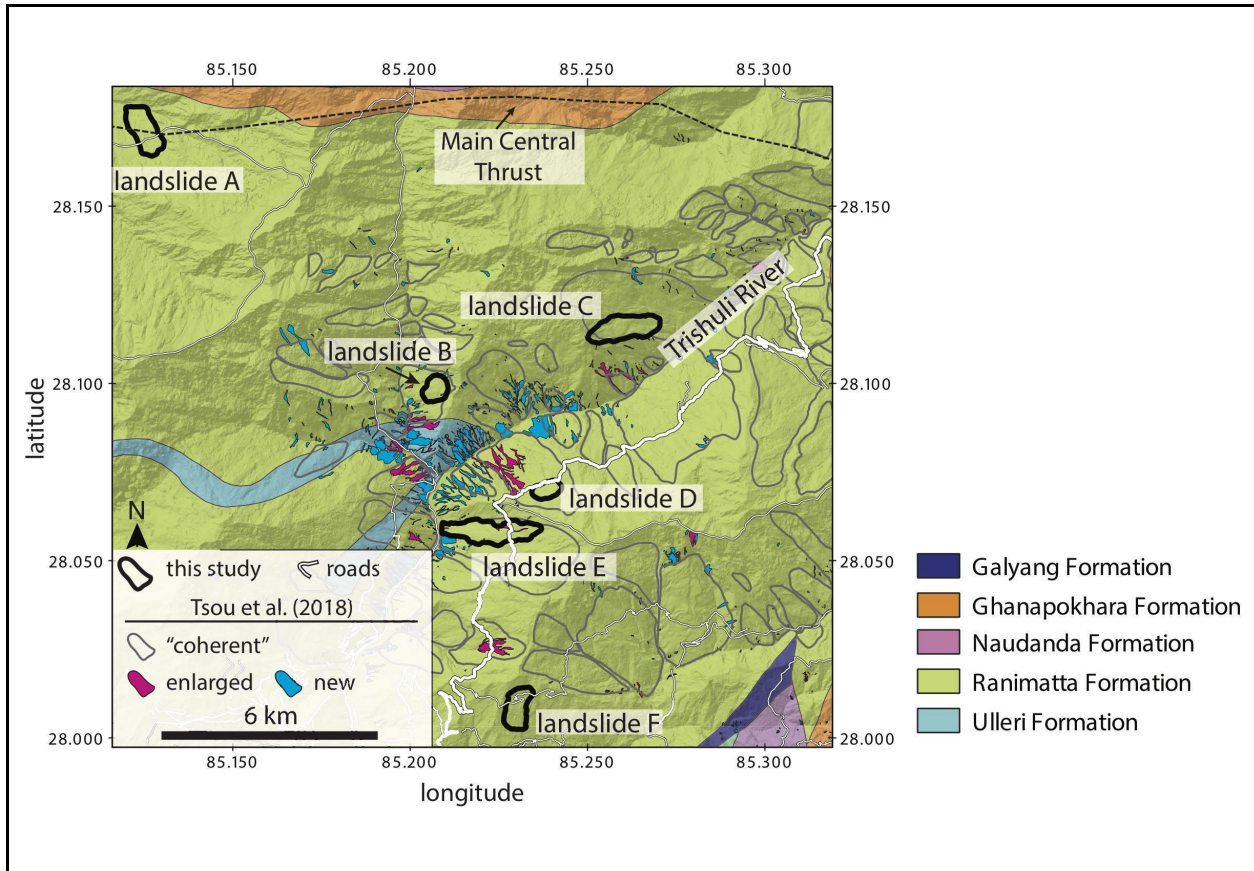 85.150 85.200 85.250 85.300
Main Central
Thrust
landslide A
28.150 28.150
Trishuli River
landslide C
landslide B
28.100 28.100
latitude
landslide D
N
28.050 28.050
landslide E
this study roads
Tsou et al. (2018)
"coherent"
enlarged new
6 km
landslide F
28.000 28.000
85.150 85.200 85.250 85.300
longitude
Galyang Formation
Ghanapokhara Formation
Naudanda Formation
Ranimatta Formation
Ulleri Formation